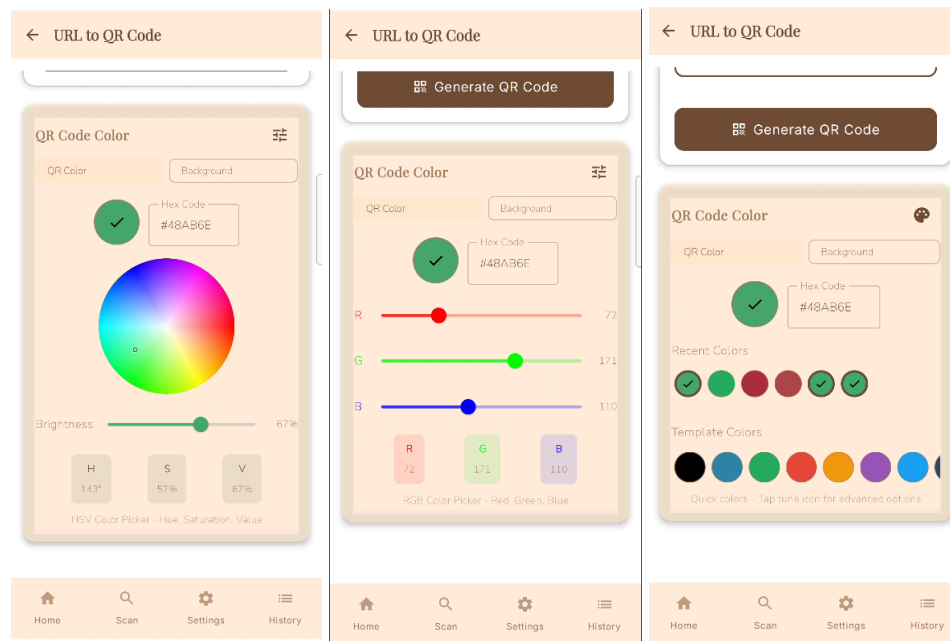 URL to QR Code
QR Code Color
QR Color
Background
Hex Code
#48AB6E
Brightness
67%
H
S
V
143°
57%
67%
HSV Color Picker - Hue, Saturation, Value
Home
Scan
Settings
History
URL to QR Code
Generate QR Code
QR Code Color
QR Color
Background
Hex Code
#48AB6E
R
72
G
171
B
110
R
G
B
72
171
110
RGB Color Picker - Red, Green, Blue
Home
Scan
Settings
History
URL to QR Code
Generate QR Code
QR Code Color
QR Color
Background
Hex Code
#48AB6E
Recent Colors
Template Colors
Quick colors - Tap tune icon for advanced options
Home
Scan
Settings
History